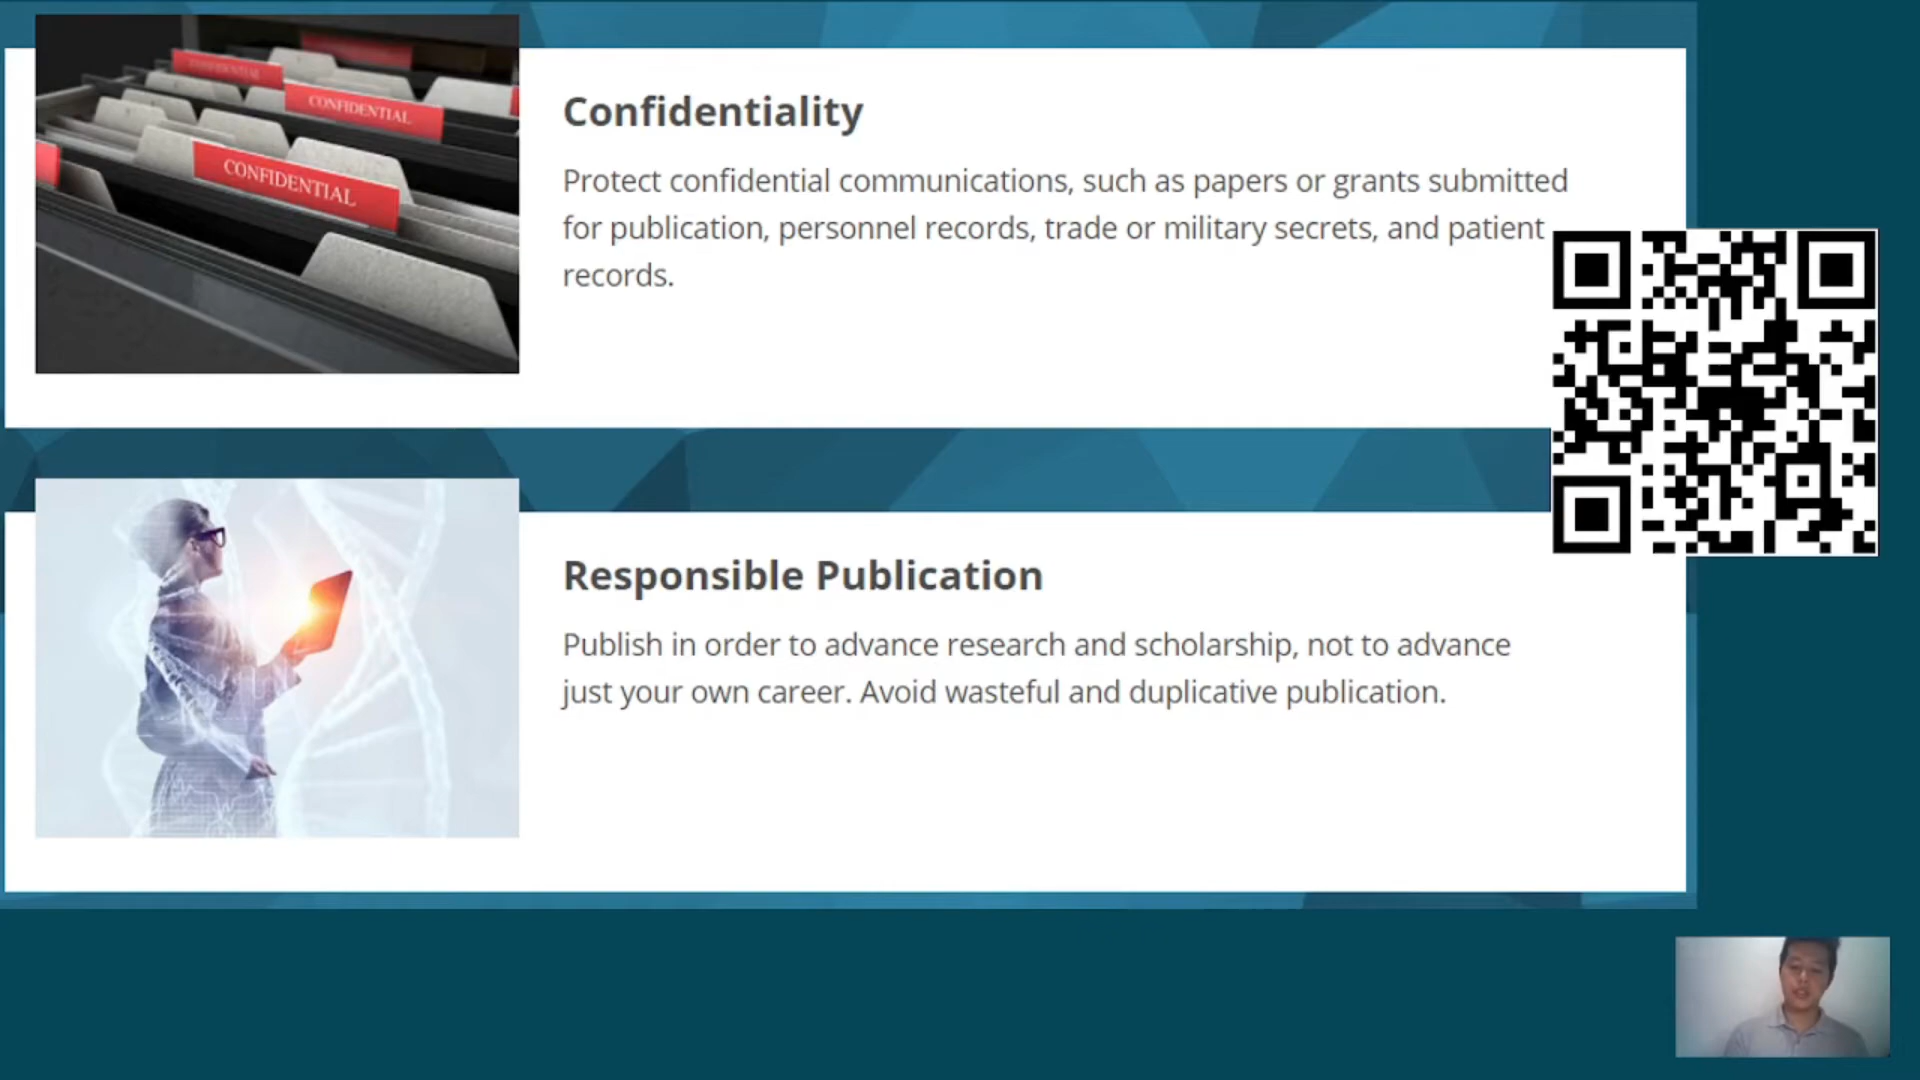 CONFIDENTIAL
CONFIDENTIAL
CONFIDENTIAL
Confidentiality
Protect confidential communications, such as papers or grants submitted
for publication, personnel records, trade or military secrets, and patient
records.
Responsible Publication
Publish in order to advance research and scholarship, not to advance
just your own career. Avoid wasteful and duplicative publication.